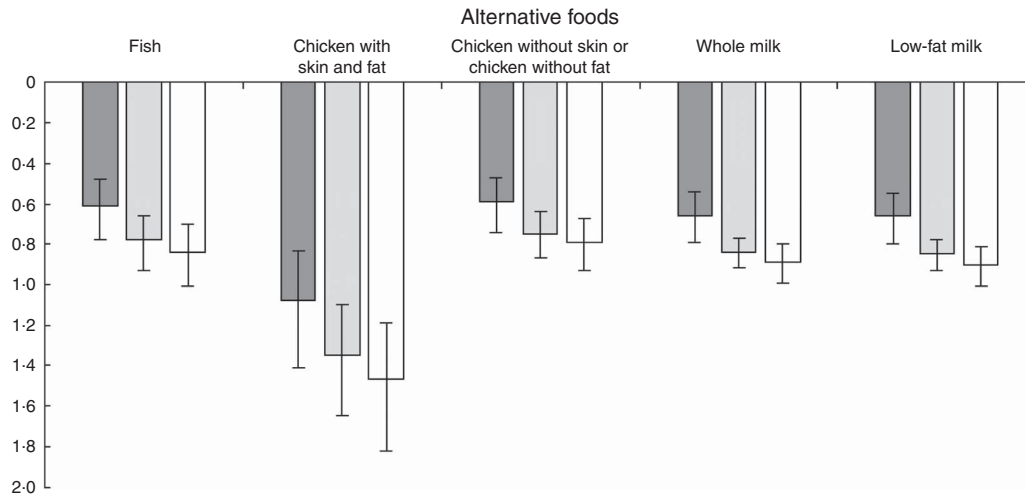 Alternative foods
Fish
Chicken with
skin and fat
Chicken without skin or
chicken without fat
Whole milk
Low-fat milk
0
0·2
0·4
0·6
0·8
1·0
1·2
1·4
1·6
1·8
2·0